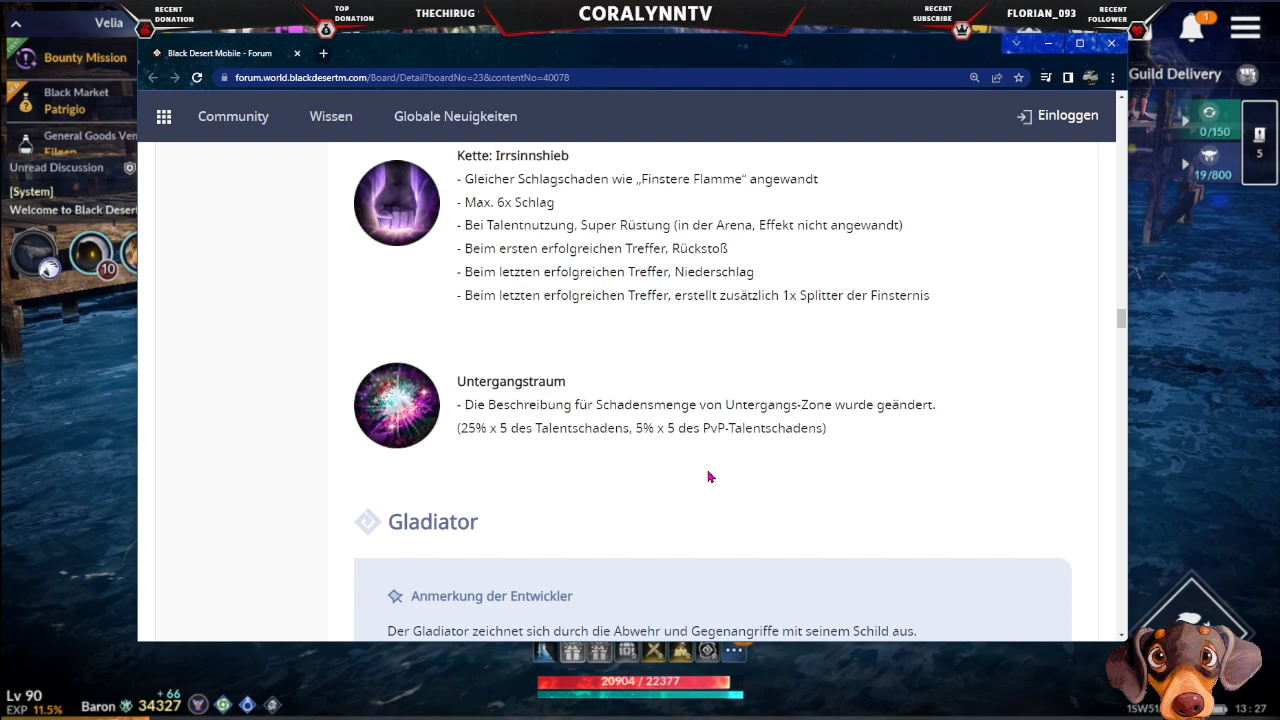 RECENT
DONATION
TOP
DONATION
THECHIRUG
CORALYNNTV
RECENT
SUBSCRIBE
FLORIAN_093
RECENT
FOLLOWER
Velia
Bounty Mission
Black Market
Patrigio
General Goods Ven
Eileen
Unread Discussion
[System]
Welcome to Black Desert
10
Black Desert Mobile - Forum
forum.world.blackdesertm.com/Board/Detail?boardNo=23&contentNo=40078
1
Guild Delivery
0/150
19/800
5
Community
Wissen
Globale Neuigkeiten
Einloggen
Kette: Irrsinnshieb
- Gleicher Schlagschaden wie „Finstere Flamme“ angewandt
- Max. 6x Schlag
- Bei Talentnutzung, Super Rüstung (in der Arena, Effekt nicht angewandt)
- Beim ersten erfolgreichen Treffer, Rückstoß
- Beim letzten erfolgreichen Treffer, Niederschlag
- Beim letzten erfolgreichen Treffer, erstellt zusätzlich 1x Splitter der Finsternis
Untergangstraum
- Die Beschreibung für Schadensmenge von Untergangs-Zone wurde geändert.
(25% x 5 des Talentschadens, 5% x 5 des PvP-Talentschadens)
Gladiator
Anmerkung der Entwickler
Der Gladiator zeichnet sich durch die Abwehr und Gegenangriffe mit seinem Schild aus.
20904 / 22377
Lv 90
EXP 11.5%
Baron
+ 66
34327
13 : 27